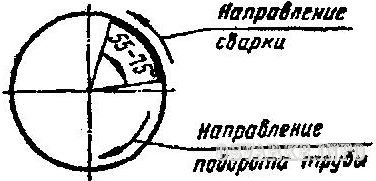 Направление
сварки
55-75°
Направление
поворота трубы